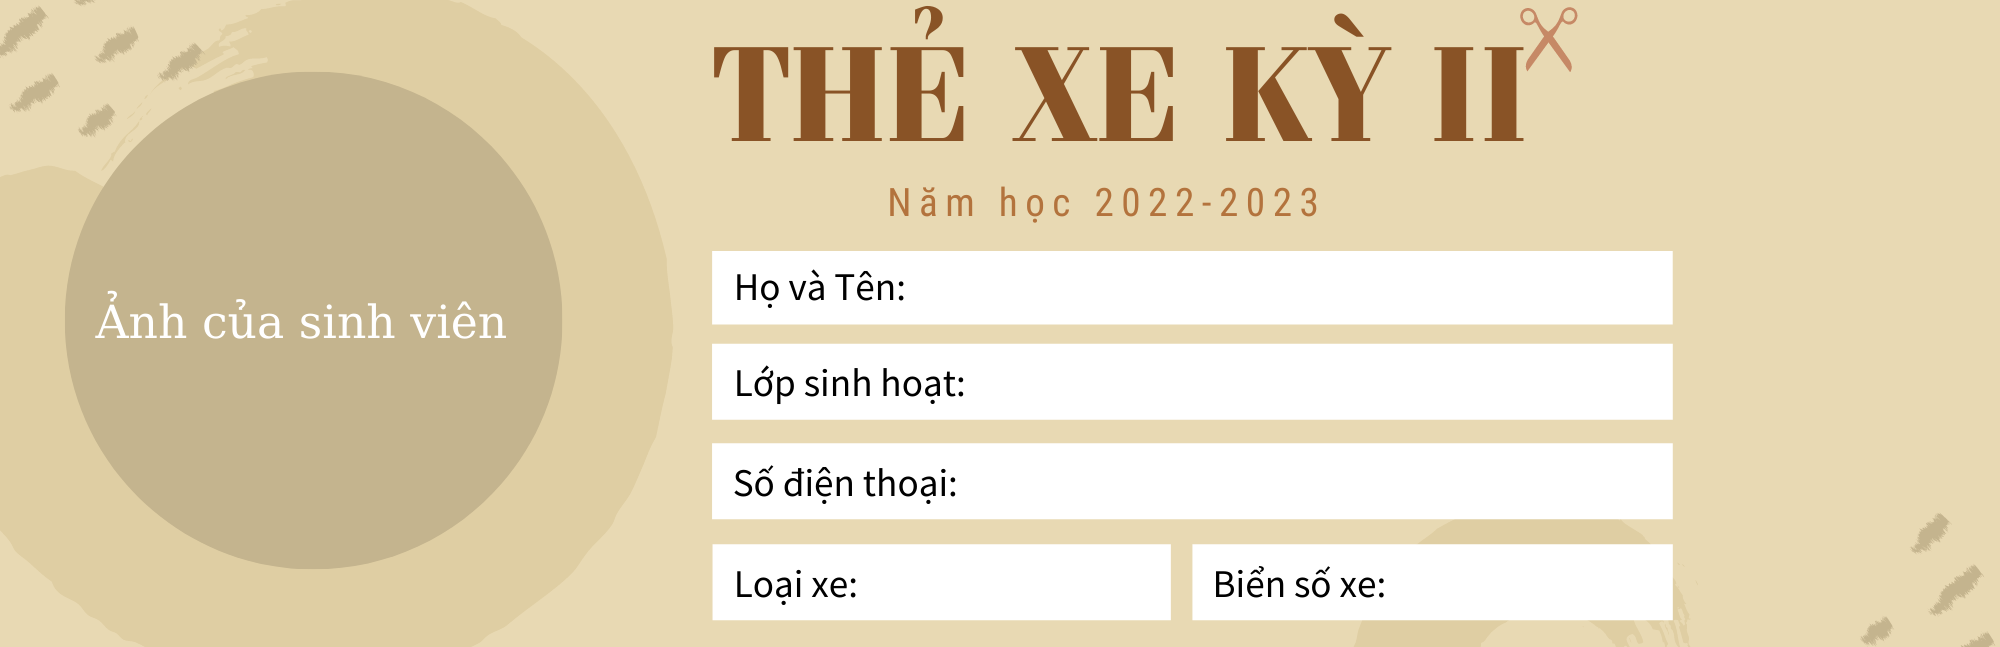 THẺ XE KỲ II
Năm học 2022-2023
Ảnh của sinh viên
Họ và Tên:
Lớp sinh hoạt:
Số điện thoại:
Loại xe:
Biển số xe: